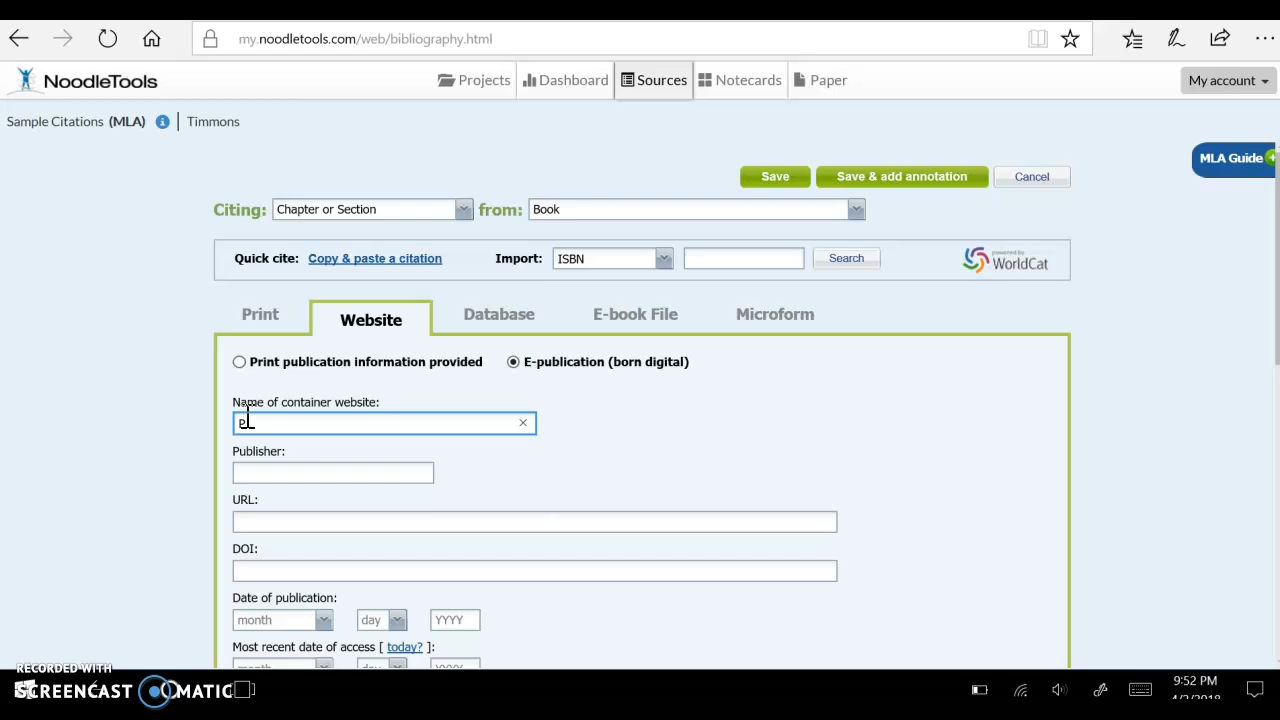 my.noodletools.com/web/bibliography.html
NoodleTools
Projects
Dashboard
Sources
Notecards
Paper
My account
Sample Citations (MLA) i | Timmons
MLA Guide +
Save
Save & add annotation
Cancel
Citing: Chapter or Section from: Book
Quick cite: Copy & paste a citation Import: ISBN Search
powered by
WorldCat
Print
Website
Database
E-book File
Microform
Print publication information provided
E-publication (born digital)
Name of container website:
Publisher:
URL:
DOI:
Date of publication:
month day YYYY
Most recent date of access [ today? ]:
month YYYY
RECORDED WITH
SCREENCAST MATIC
9:52 PM